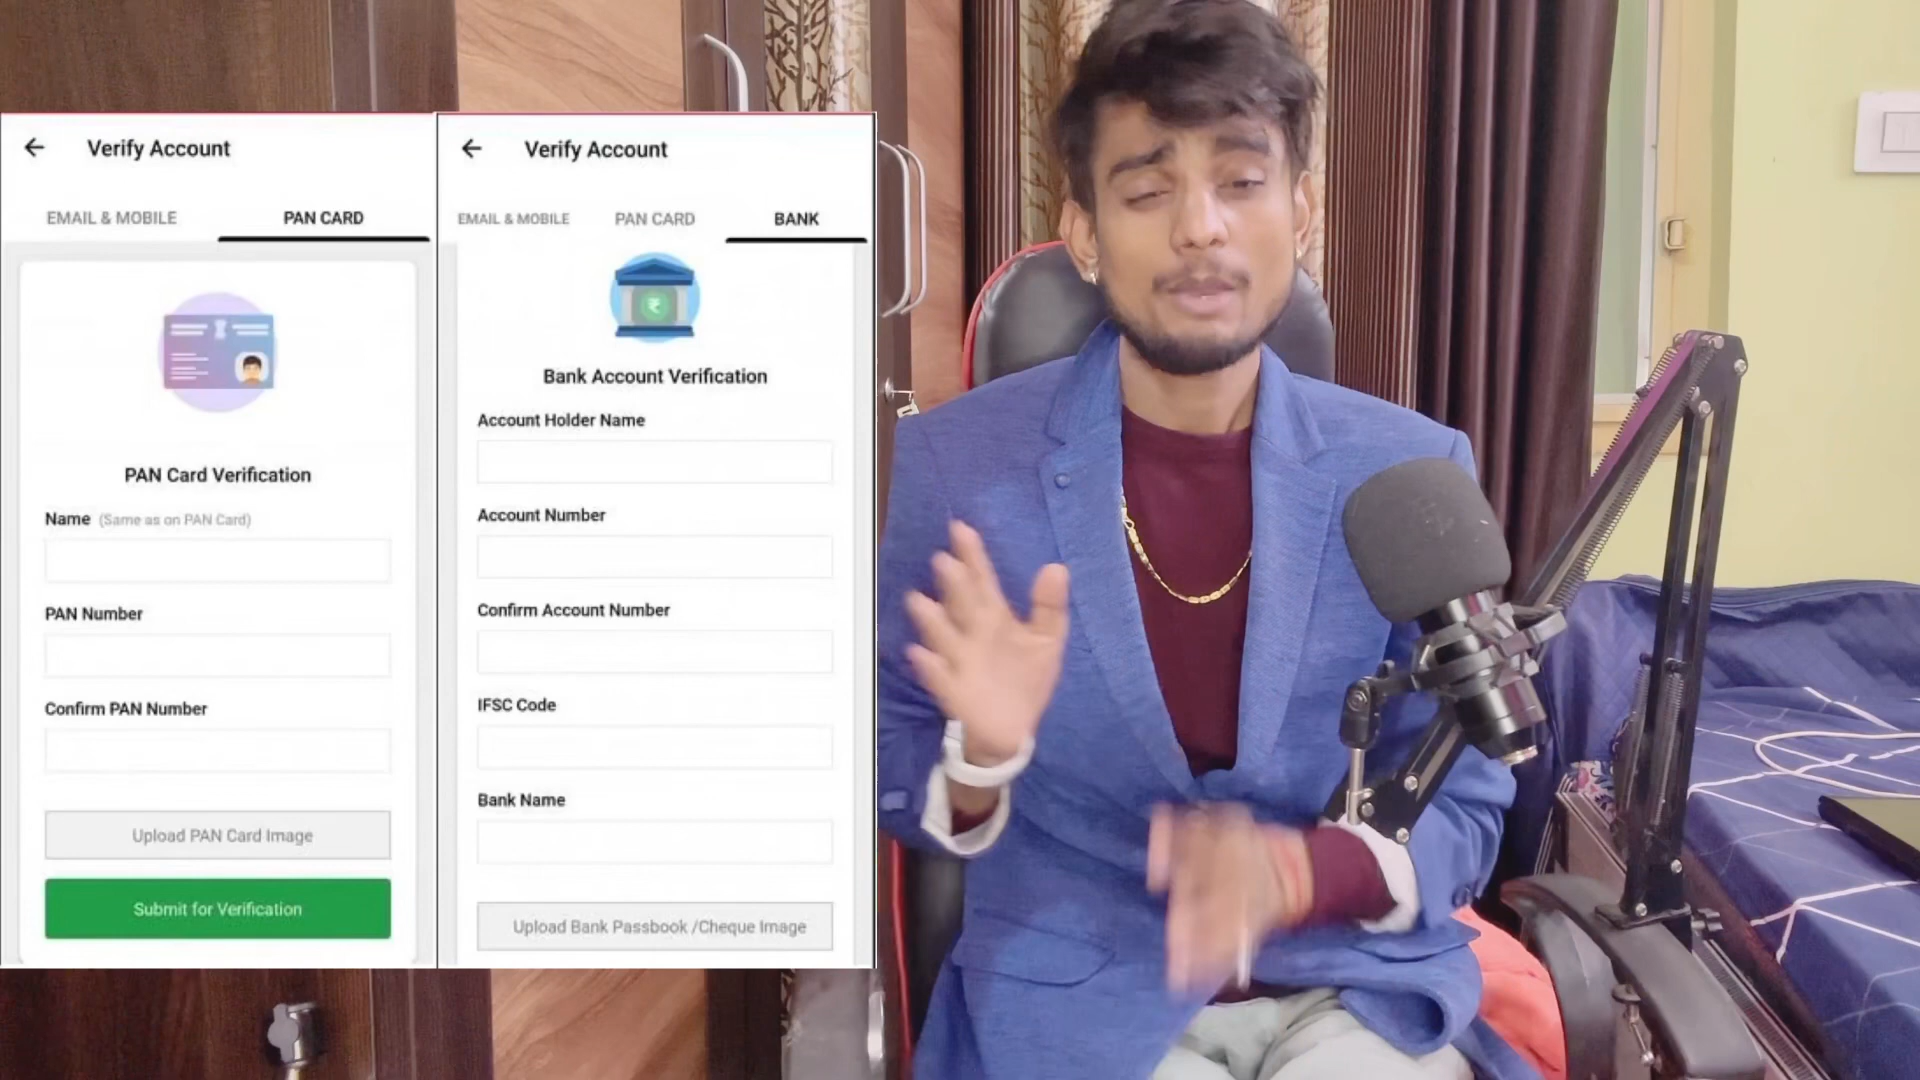 Verify Account
EMAIL & MOBILE
PAN CARD
PAN Card Verification
Name (Same as on PAN Card)
PAN Number
Confirm PAN Number
Upload PAN Card Image
Submit for Verification
Verify Account
EMAIL & MOBILE
PAN CARD
BANK
Bank Account Verification
Account Holder Name
Account Number
Confirm Account Number
IFSC Code
Bank Name
Upload Bank Passbook /Cheque Image